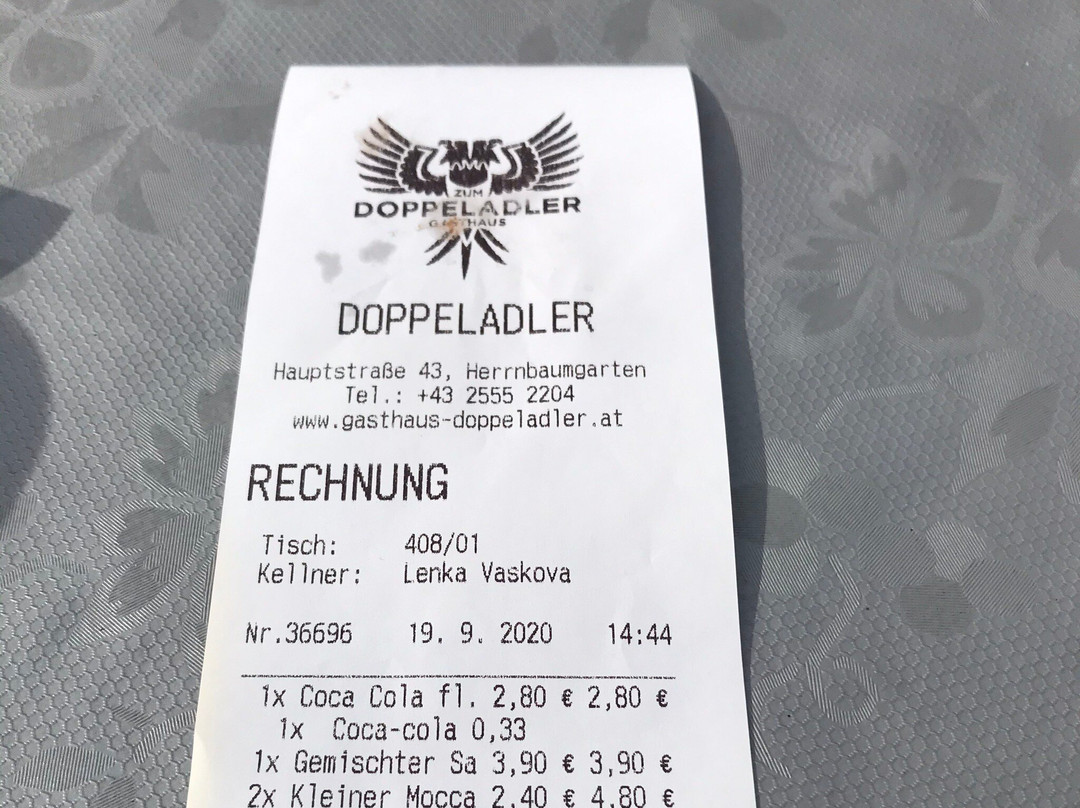 ZUM
DOPPELADLER
GASTHAUS
DOPPELADLER
Hauptstraße 43, Herrnbaumgarten
Tel.: +43 2555 2204
www.gasthaus-doppeladler.at
RECHNUNG
Tisch: 408/01
Kellner: Lenka Vaskova
Nr.36696 19. 9. 2020 14:44
1x Coca Cola fl. 2,80 € 2,80 €
1x Coca-cola 0,33
1x Gemischter Sa 3,90 € 3,90 €
2x Kleiner Mocca 2,40 € 4,80 €